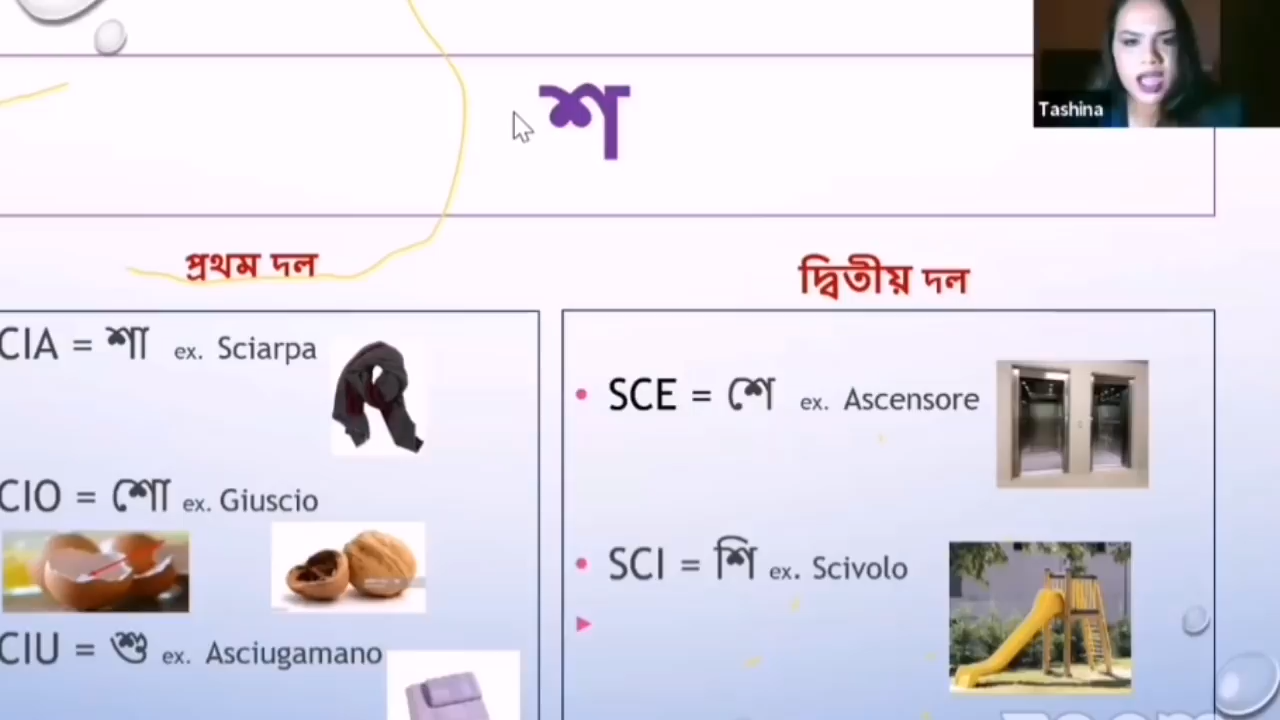 শ
Tashina
প্রথম দল
দ্বিতীয় দল
CIA = শা ex. Sciarpa
CIO = শো ex. Giuscio
CIU = শু ex. Asciugamano
SCE = শে ex. Ascensore
SCI = শি ex. Scivolo